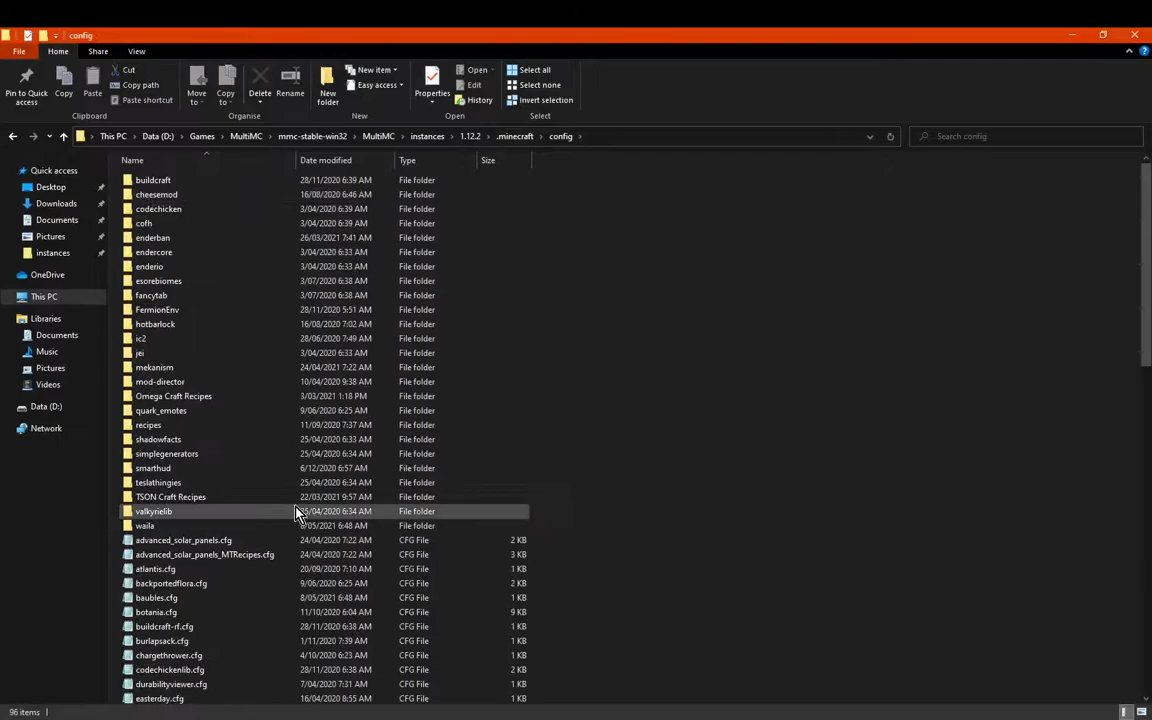 config
File Home Share View
Pin to Quick access
Copy
Paste
Cut
Copy path
Paste shortcut
Clipboard
Move to
Copy to
Delete
Rename
Organise
New folder
New item
Easy access
New
Properties
Open
Edit
History
Open
Select all
Select none
Invert selection
Select
This PC > Data (D:) > Games > MultiMC > mmc-stable-win32 > MultiMC > instances > 1.12.2 > .minecraft > config >
Search config
Quick access
Desktop
Downloads
Documents
Pictures
instances
OneDrive
This PC
Libraries
Documents
Music
Pictures
Videos
Data (D:)
Network
Name Date modified Type Size
buildcraft 28/11/2020 6:39 AM File folder
cheesemod 16/08/2020 6:46 AM File folder
codechicken 3/04/2020 6:39 AM File folder
cofh 3/04/2020 6:39 AM File folder
enderban 26/03/2021 7:41 AM File folder
endercore 3/04/2020 6:33 AM File folder
enderio 3/04/2020 6:33 AM File folder
esorebiomes 3/07/2020 6:38 AM File folder
fancytab 3/07/2020 6:38 AM File folder
FermionEnv 28/11/2020 5:51 AM File folder
hotbarlock 16/08/2020 7:02 AM File folder
ic2 28/06/2020 7:49 AM File folder
jei 3/04/2020 6:33 AM File folder
mekanism 24/04/2021 7:22 AM File folder
mod-director 10/04/2020 9:38 AM File folder
Omega Craft Recipes 3/03/2021 1:18 PM File folder
quark_emotes 9/06/2020 6:25 AM File folder
recipes 11/09/2020 7:37 AM File folder
shadowfacts 25/04/2020 6:33 AM File folder
simplegenerators 25/04/2020 6:34 AM File folder
smarthud 6/12/2020 6:57 AM File folder
teslathingies 25/04/2020 6:34 AM File folder
TSON Craft Recipes 22/03/2021 9:57 AM File folder
valkyrielib 25/04/2020 6:34 AM File folder
waila 8/05/2021 6:48 AM File folder
advanced_solar_panels.cfg 24/04/2020 7:22 AM CFG File 2 KB
advanced_solar_panels_MTRecipes.cfg 24/04/2020 7:22 AM CFG File 3 KB
atlantis.cfg 20/09/2020 7:10 AM CFG File 1 KB
backportedflora.cfg 9/06/2020 6:25 AM CFG File 2 KB
baubles.cfg 8/05/2021 6:48 AM CFG File 1 KB
botania.cfg 11/10/2020 6:04 AM CFG File 9 KB
buildcraft-rf.cfg 28/11/2020 6:38 AM CFG File 1 KB
burlapsack.cfg 1/11/2020 7:39 AM CFG File 1 KB
chargethrower.cfg 4/10/2020 6:23 AM CFG File 1 KB
codechickenlib.cfg 28/11/2020 6:38 AM CFG File 2 KB
durabilityviewer.cfg 7/04/2020 7:31 AM CFG File 1 KB
easterday.cfg 16/04/2020 8:55 AM CFG File 1 KB
96 items